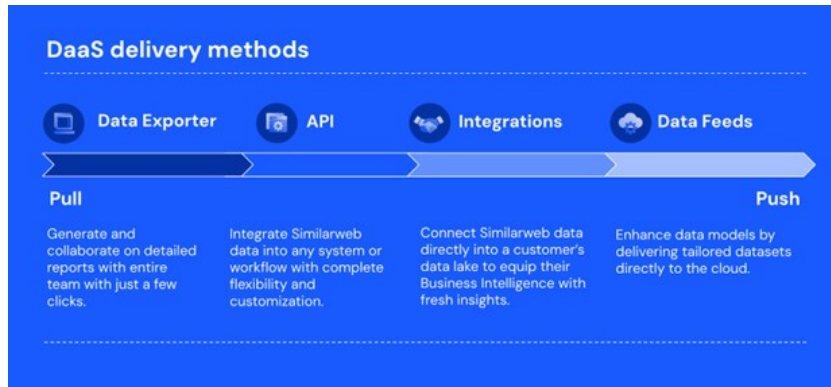 DaaS delivery methods
Data Exporter
API
Integrations
Data Feeds
Pull
Push
Generate and
collaborate on detailed
reports with entire
team with just a few
clicks.
Integrate Similarweb
data into any system or
workflow with complete
flexibility and
customization.
Connect Similarweb data
directly into a customer's
data lake to equip their
Business Intelligence with
fresh insights.
Enhance data models by
delivering tailored datasets
directly to the cloud.